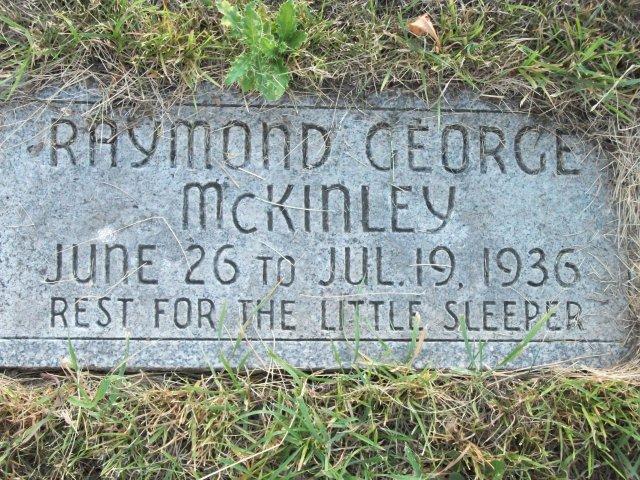 RAYMOND GEORGE
McKINLEY
JUNE 26 TO JUL. 19, 1936
REST FOR THE LITTLE SLEEPER